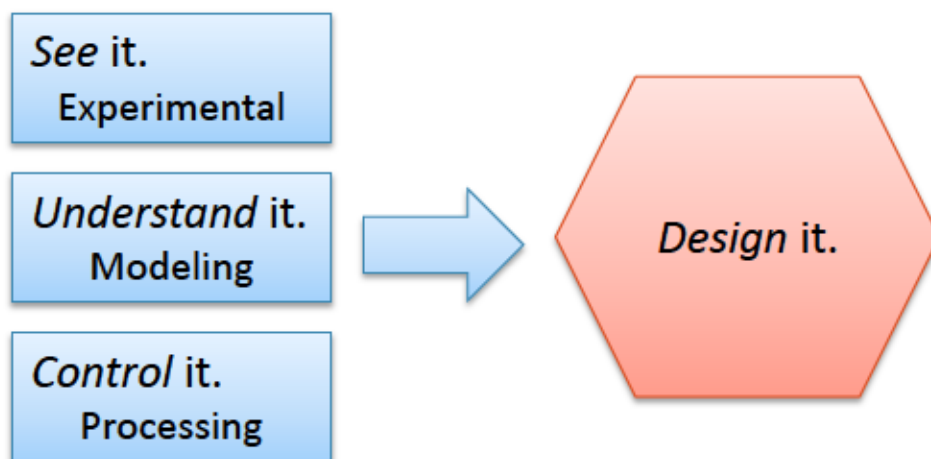 See it.
Experimental
Understand it.
Modeling
Control it.
Processing
Design it.